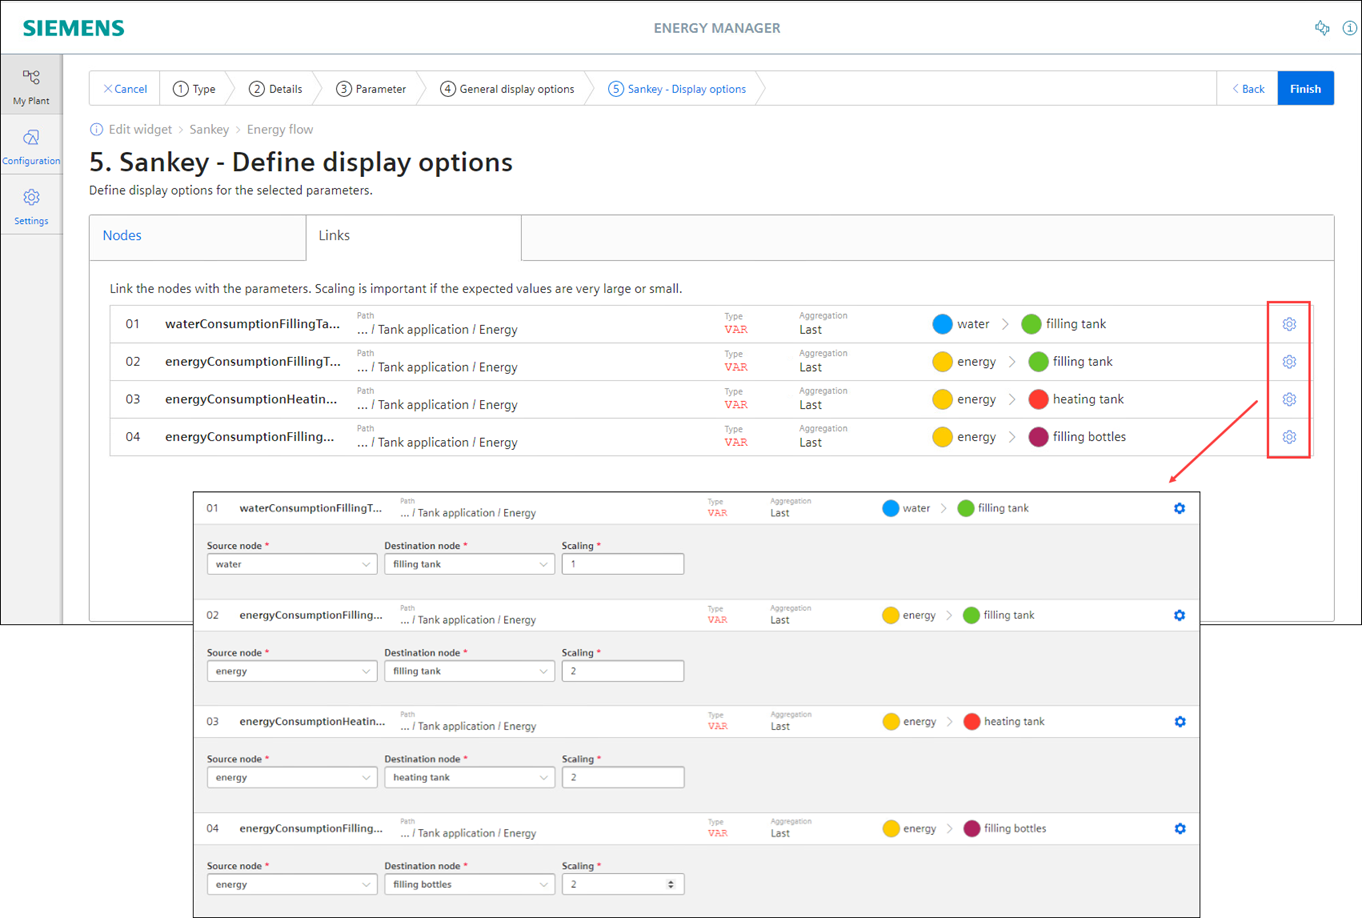 SIEMENS
ENERGY MANAGER
My Plant
Configuration
Settings
Cancel
1 Type
2 Details
3 Parameter
4 General display options
5 Sankey - Display options
Back
Finish
Edit widget > Sankey > Energy flow
5. Sankey - Define display options
Define display options for the selected parameters.
Nodes
Links
Link the nodes with the parameters. Scaling is important if the expected values are very large or small.
01 waterConsumptionFillingTa... Path ... / Tank application / Energy Type VAR Aggregation Last water > filling tank
02 energyConsumptionFillingT... Path ... / Tank application / Energy Type VAR Aggregation Last energy > filling tank
03 energyConsumptionHeatin... Path ... / Tank application / Energy Type VAR Aggregation Last energy > heating tank
04 energyConsumptionFilling... Path ... / Tank application / Energy Type VAR Aggregation Last energy > filling bottles
01 waterConsumptionFillingT... Path ... / Tank application / Energy Type VAR Aggregation Last water > filling tank
Source node * Destination node * Scaling *
water filling tank 1
02 energyConsumptionFilling... Path ... / Tank application / Energy Type VAR Aggregation Last energy > filling tank
Source node * Destination node * Scaling *
energy filling tank 2
03 energyConsumptionHeatin... Path ... / Tank application / Energy Type VAR Aggregation Last energy > heating tank
Source node * Destination node * Scaling *
energy heating tank 2
04 energyConsumptionFilling... Path ... / Tank application / Energy Type VAR Aggregation Last energy > filling bottles
Source node * Destination node * Scaling *
energy filling bottles 2